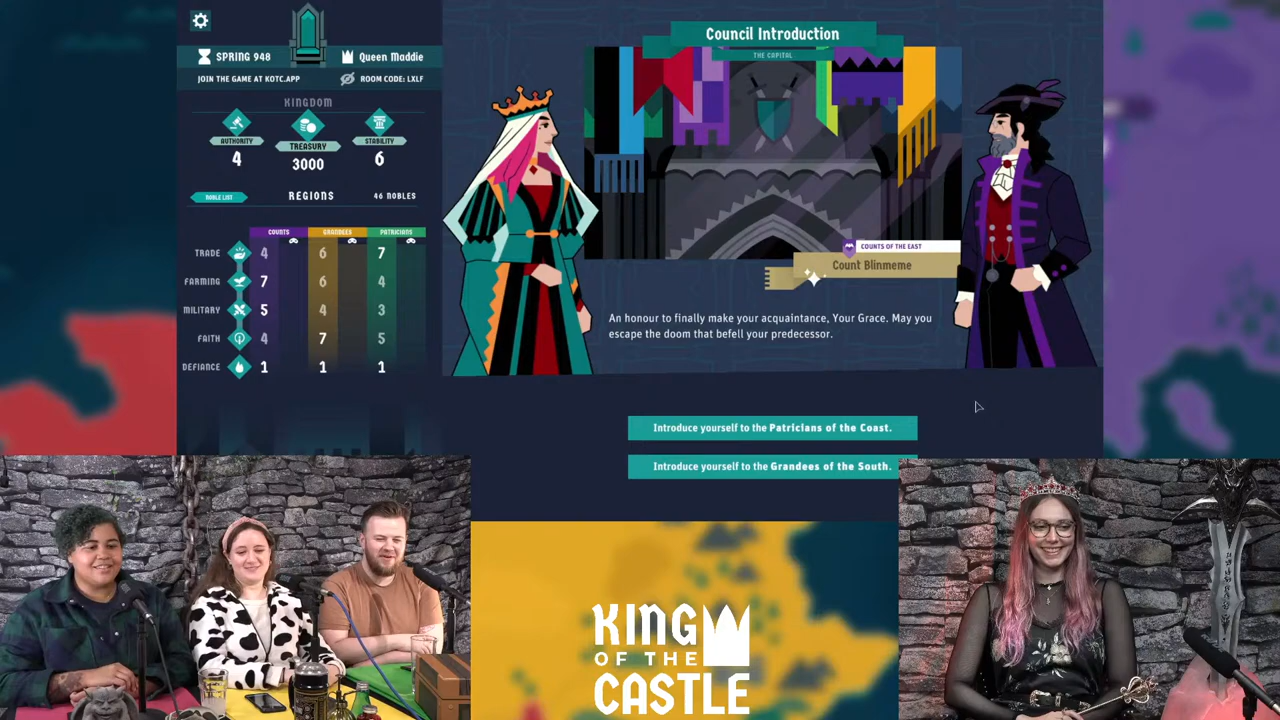 SPRING 948
Queen Maddie
JOIN THE GAME AT KOTC.APP
ROOM CODE: LXLF
KINGDOM
AUTHORITY
TREASURY
STABILITY
4
3000
6
NOBLE LIST
REGIONS
46 NOBLES
COUNTS
GRANDEES
PATRICIANS
TRADE 4 6 7
FARMING 7 6 4
MILITARY 5 4 3
FAITH 4 7 5
DEFIANCE 1 1 1
Council Introduction
THE CAPITAL
COUNTS OF THE EAST
Count Blinmeme
An honour to finally make your acquaintance, Your Grace. May you
escape the doom that befell your predecessor.
Introduce yourself to the Patricians of the Coast.
Introduce yourself to the Grandees of the South.
KING
OF THE
CASTLE